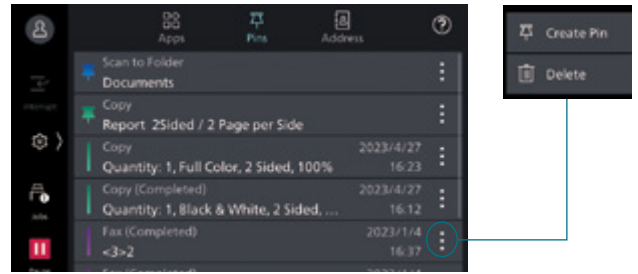 Apps
Pins
Address
?
Scan to Folder
Documents
Copy
Report 2Sided / 2 Page per Side
Copy
2023/4/27
Quantity: 1, Full Color, 2 Sided, 100%
16:23
Copy (Completed)
2023/4/27
Quantity: 1, Black & White, 2 Sided, ...
16:12
Fax (Completed)
2023/1/4
<3>2
16:37
Interrupt
Jobs
Create Pin
Delete